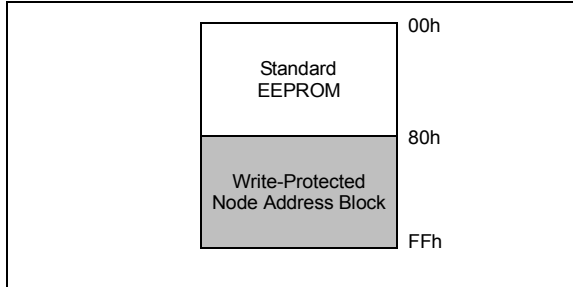 00h
Standard
EEPROM
80h
Write-Protected
Node Address Block
FFh